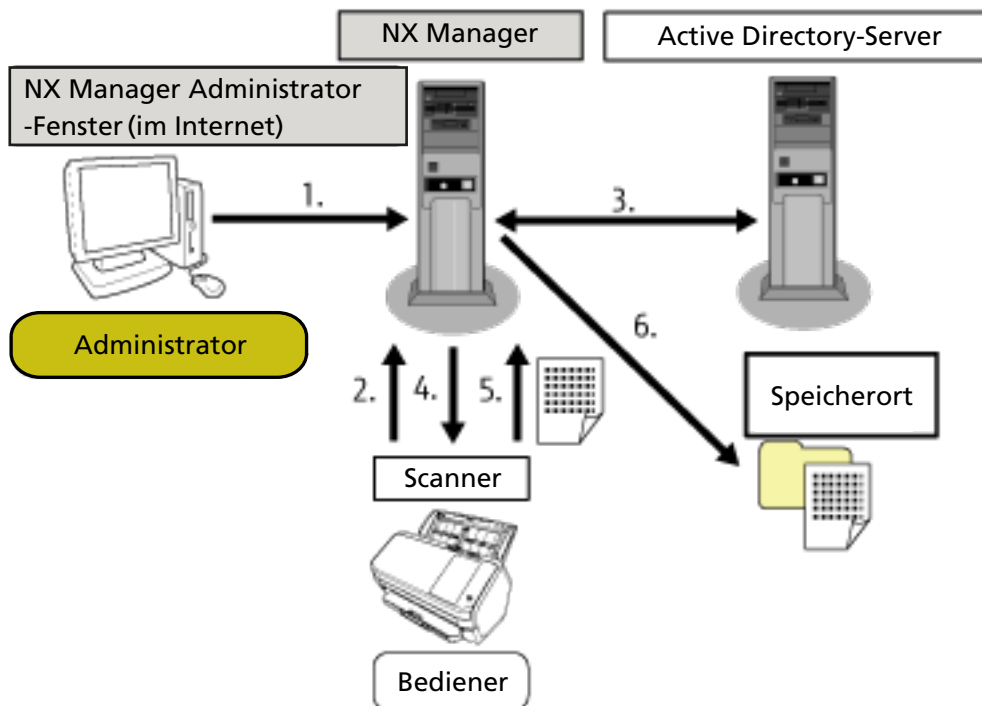 NX Manager
Active Directory-Server
NX Manager Administrator
-Fenster (im Internet)
1.
3.
Administrator
6.
2.
4.
5.
Speicherort
Scanner
Bediener